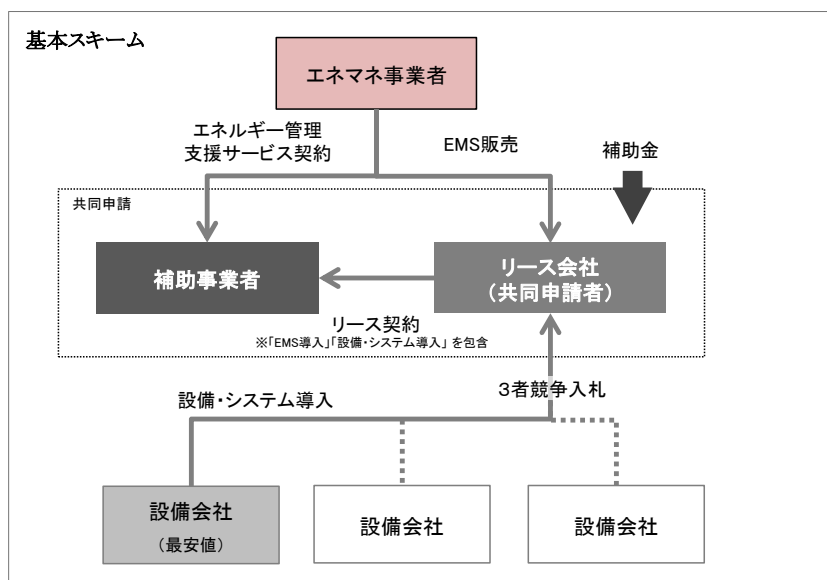 基本スキーム
エネマネ事業者
エネルギー管理
支援サービス契約
EMS販売
補助金
共同申請
補助事業者
リース会社
（共同申請者）
リース契約
※「EMS導入」「設備・システム導入」を包含
設備・システム導入
3者競争入札
設備会社
（最安値）
設備会社
設備会社